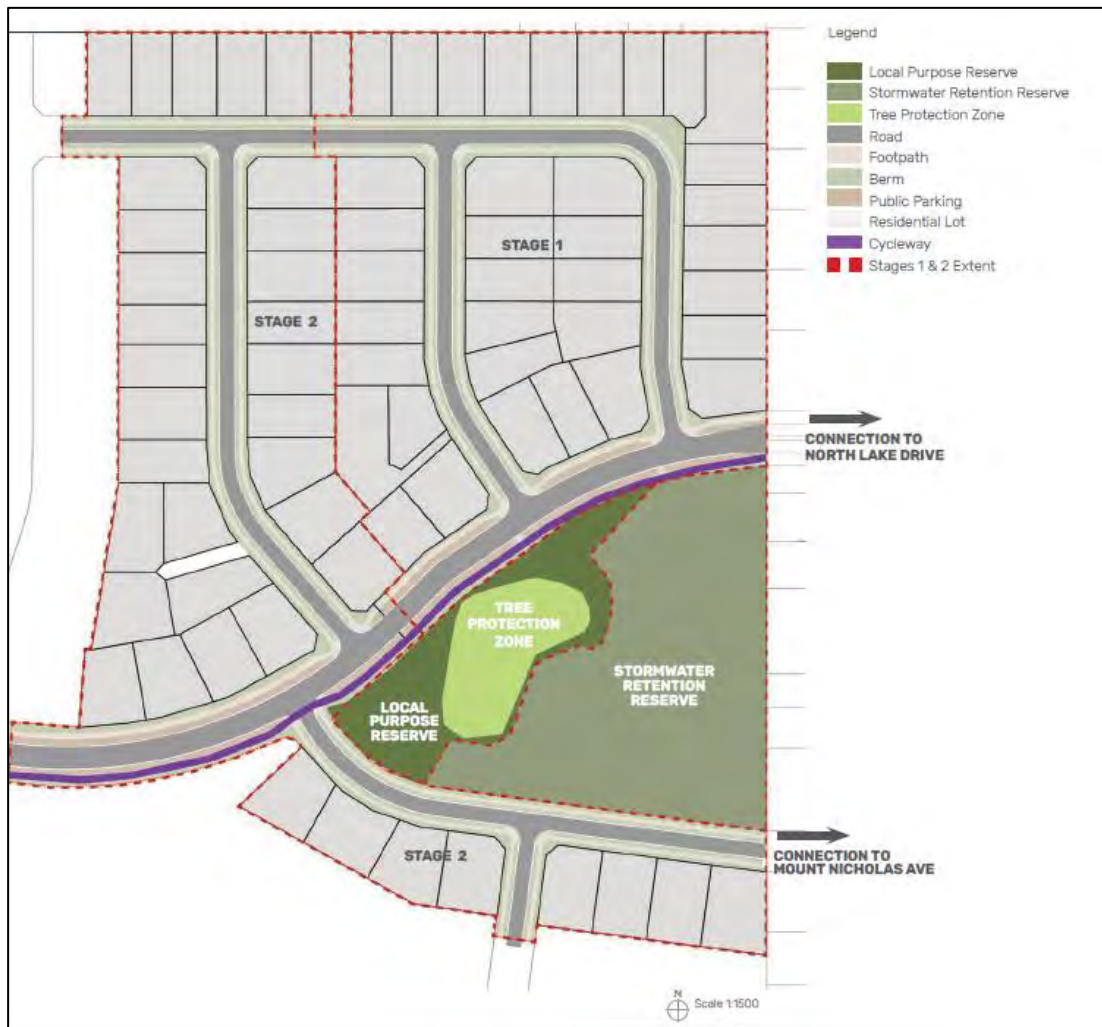 Legend
Local Purpose Reserve
Stormwater Retention Reserve
Tree Protection Zone
Road
Footpath
Berm
Public Parking
Residential Lot
Cycleway
Stages 1 & 2 Extent
STAGE 1
STAGE 2
CONNECTION TO
NORTH LAKE DRIVE
TREE
PROTECTION
ZONE
STORMWATER
RETENTION
RESERVE
LOCAL
PURPOSE
RESERVE
STAGE 2
CONNECTION TO
MOUNT NICHOLAS AVE
N
Scale 1:1500